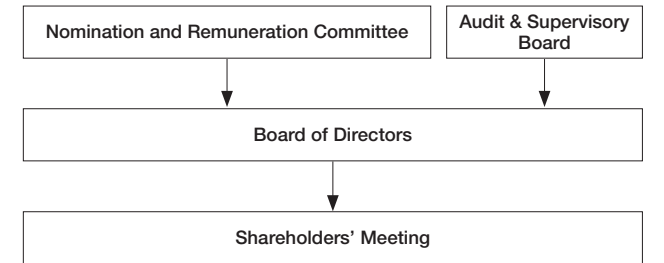 Nomination and Remuneration Committee
Audit & Supervisory
Board
Board of Directors
Shareholders’ Meeting